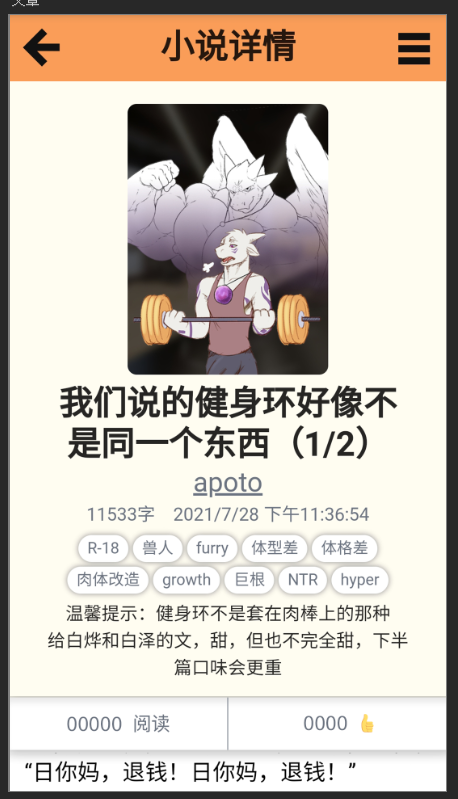 文章
小说详情
我们说的健身环好像不
是同一个东西（1/2）
apoto
11533字 2021/7/28 下午11:36:54
R-18 兽人 furry 体型差 体格差
肉体改造 growth 巨根 NTR hyper
温馨提示：健身环不是套在肉棒上的那种
给白烨和白泽的文，甜，但也不完全甜，下半
篇口味会更重
00000 阅读 0000 👍
“日你妈，退钱！日你妈，退钱！”